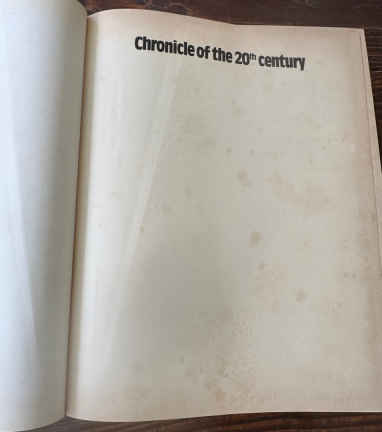 Chronicle of the 20th century